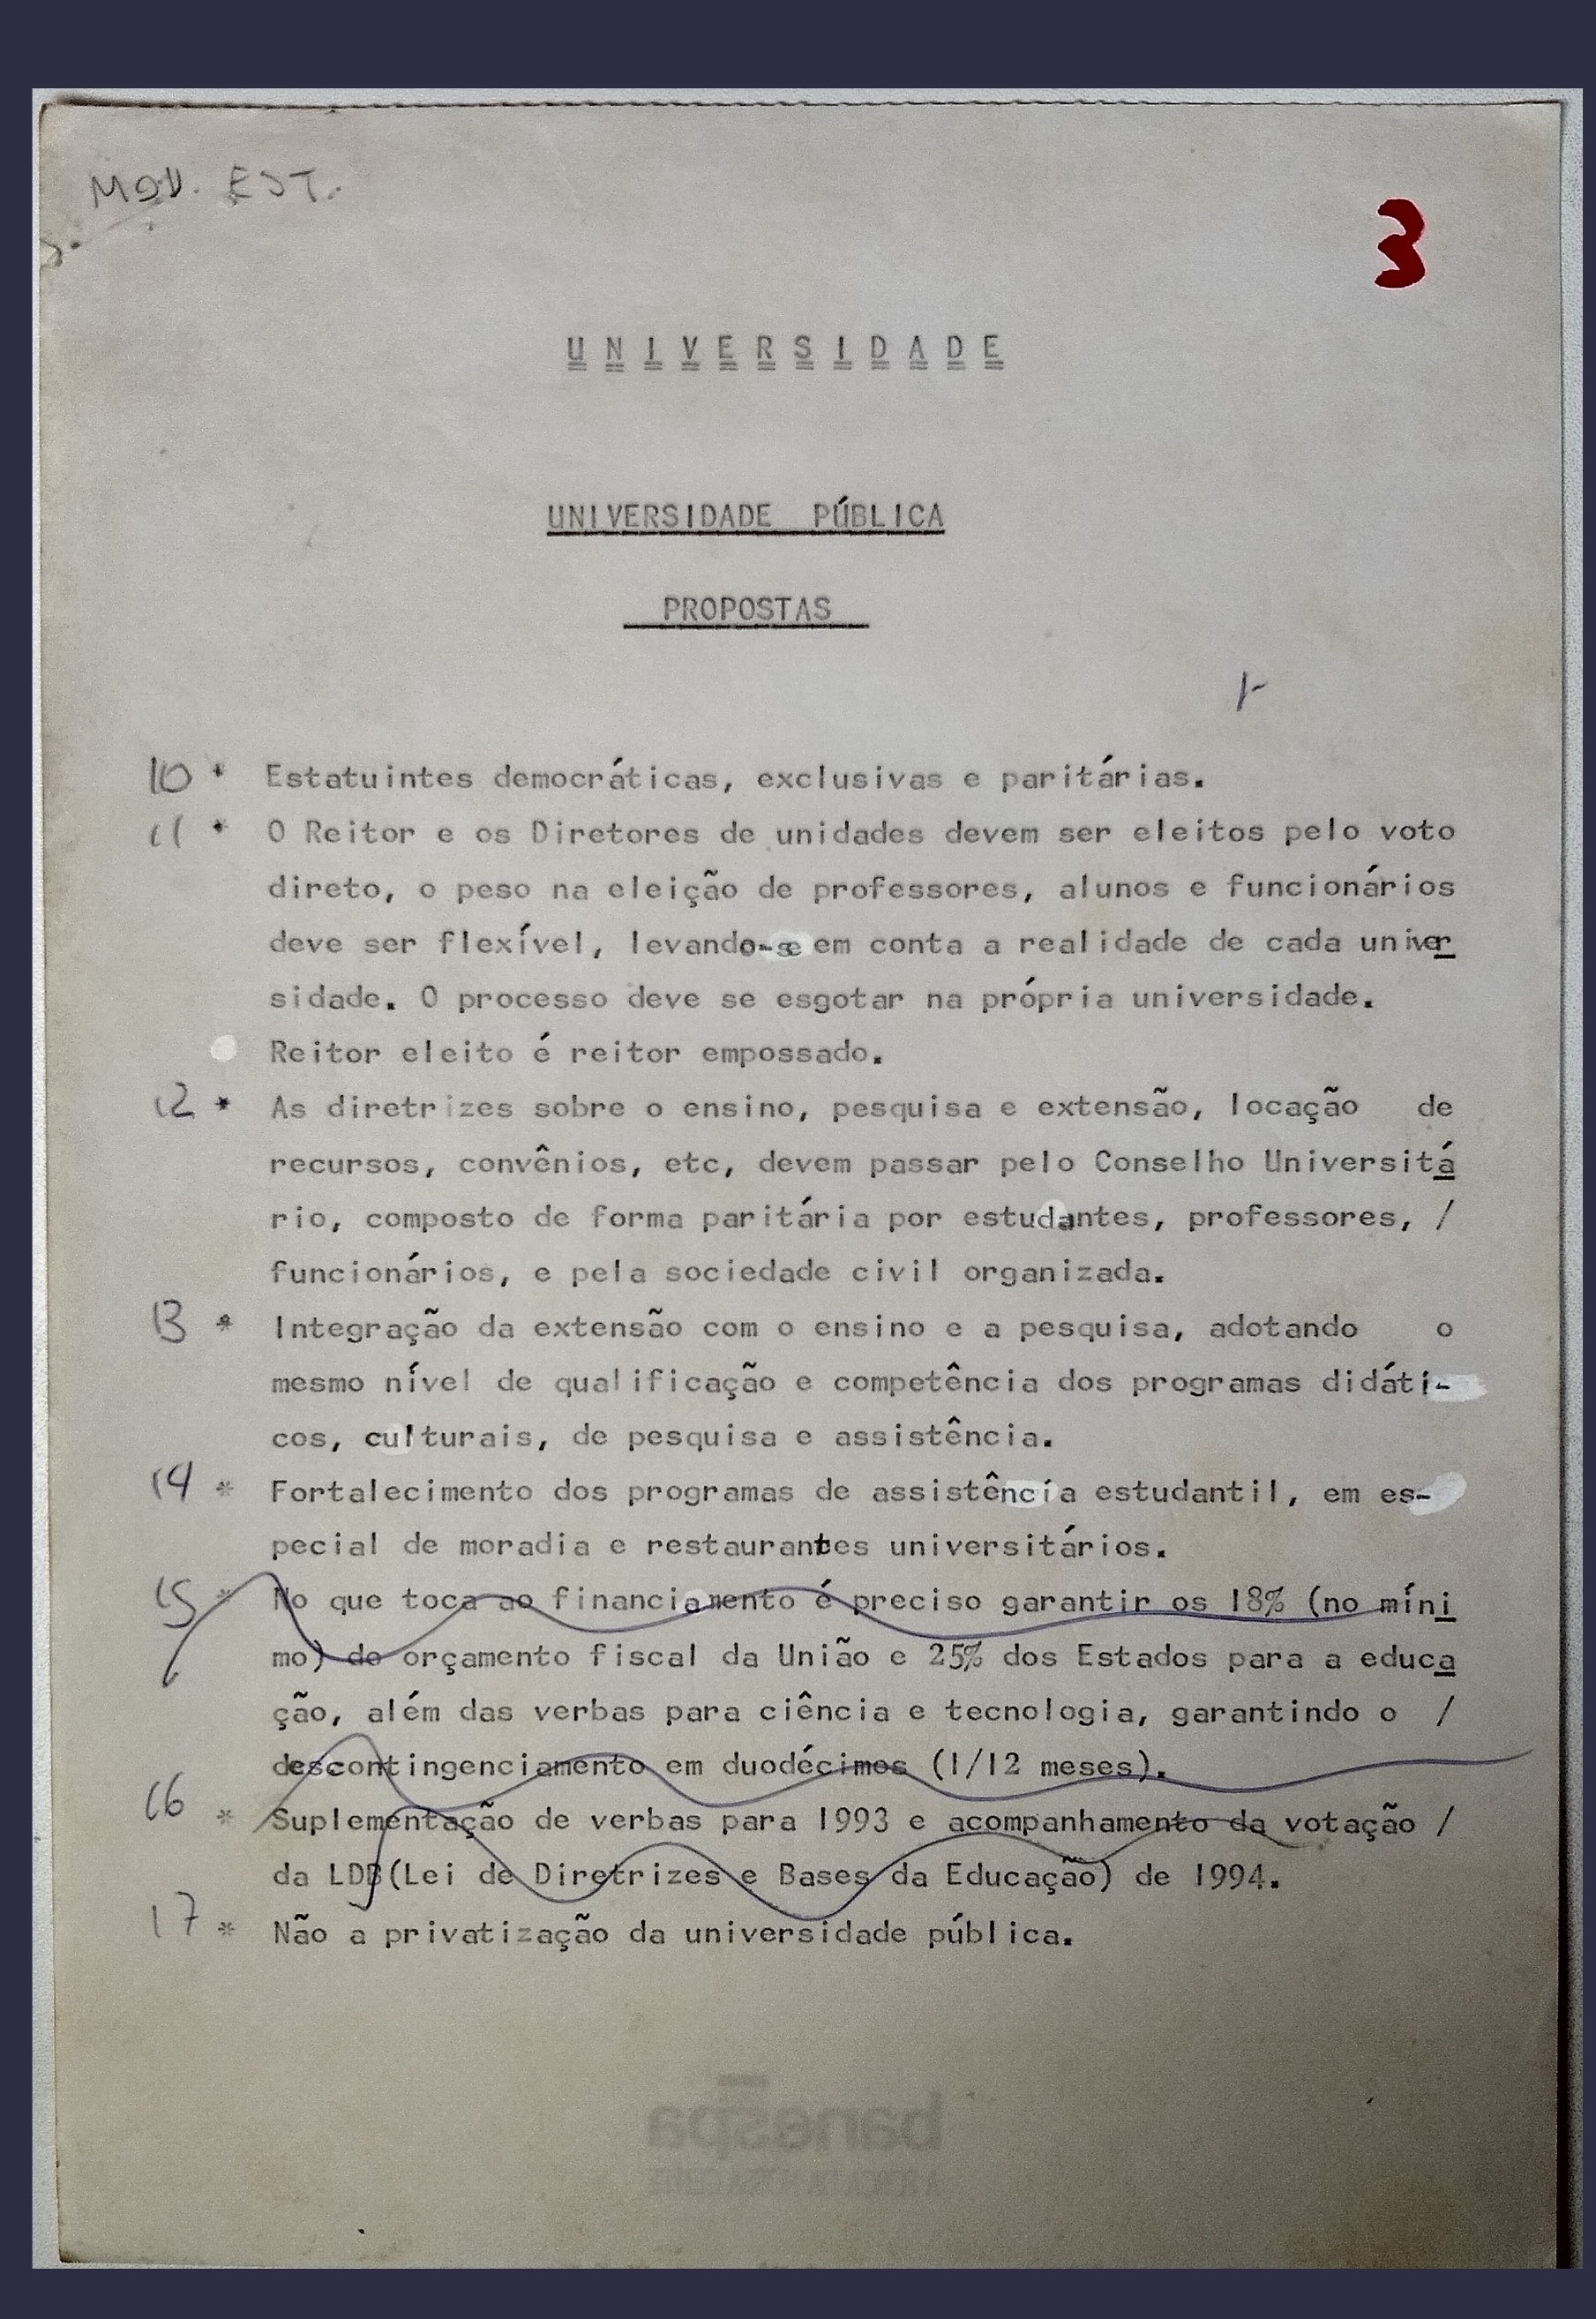 MOV. EST.
3
U N I V E R S I D A D E
UNIVERSIDADE PÚBLICA
PROPOSTAS
10 * Estatuintes democráticas, exclusivas e paritárias.
11 * O Reitor e os Diretores de unidades devem ser eleitos pelo voto
direto, o peso na eleição de professores, alunos e funcionários
deve ser flexível, levando-se em conta a realidade de cada univer
sidade. O processo deve se esgotar na própria universidade.
Reitor eleito é reitor empossado.
12 * As diretrizes sobre o ensino, pesquisa e extensão, locação de
recursos, convênios, etc, devem passar pelo Conselho Universitá
rio, composto de forma paritária por estudantes, professores, /
funcionários, e pela sociedade civil organizada.
13 * Integração da extensão com o ensino e a pesquisa, adotando o
mesmo nível de qualificação e competência dos programas didáti-
cos, culturais, de pesquisa e assistência.
14 * Fortalecimento dos programas de assistência estudantil, em es-
pecial de moradia e restaurantes universitários.
15 * No que toca ao financiamento é preciso garantir os 18% (no míni
mo) do orçamento fiscal da União e 25% dos Estados para a educa
ção, além das verbas para ciência e tecnologia, garantindo o /
descontingenciamento em duodécimos (1/12 meses).
16 * Suplementação de verbas para 1993 e acompanhamento da votação /
da LDB(Lei de Diretrizes e Bases da Educação) de 1994.
17 * Não a privatização da universidade pública.
banespa